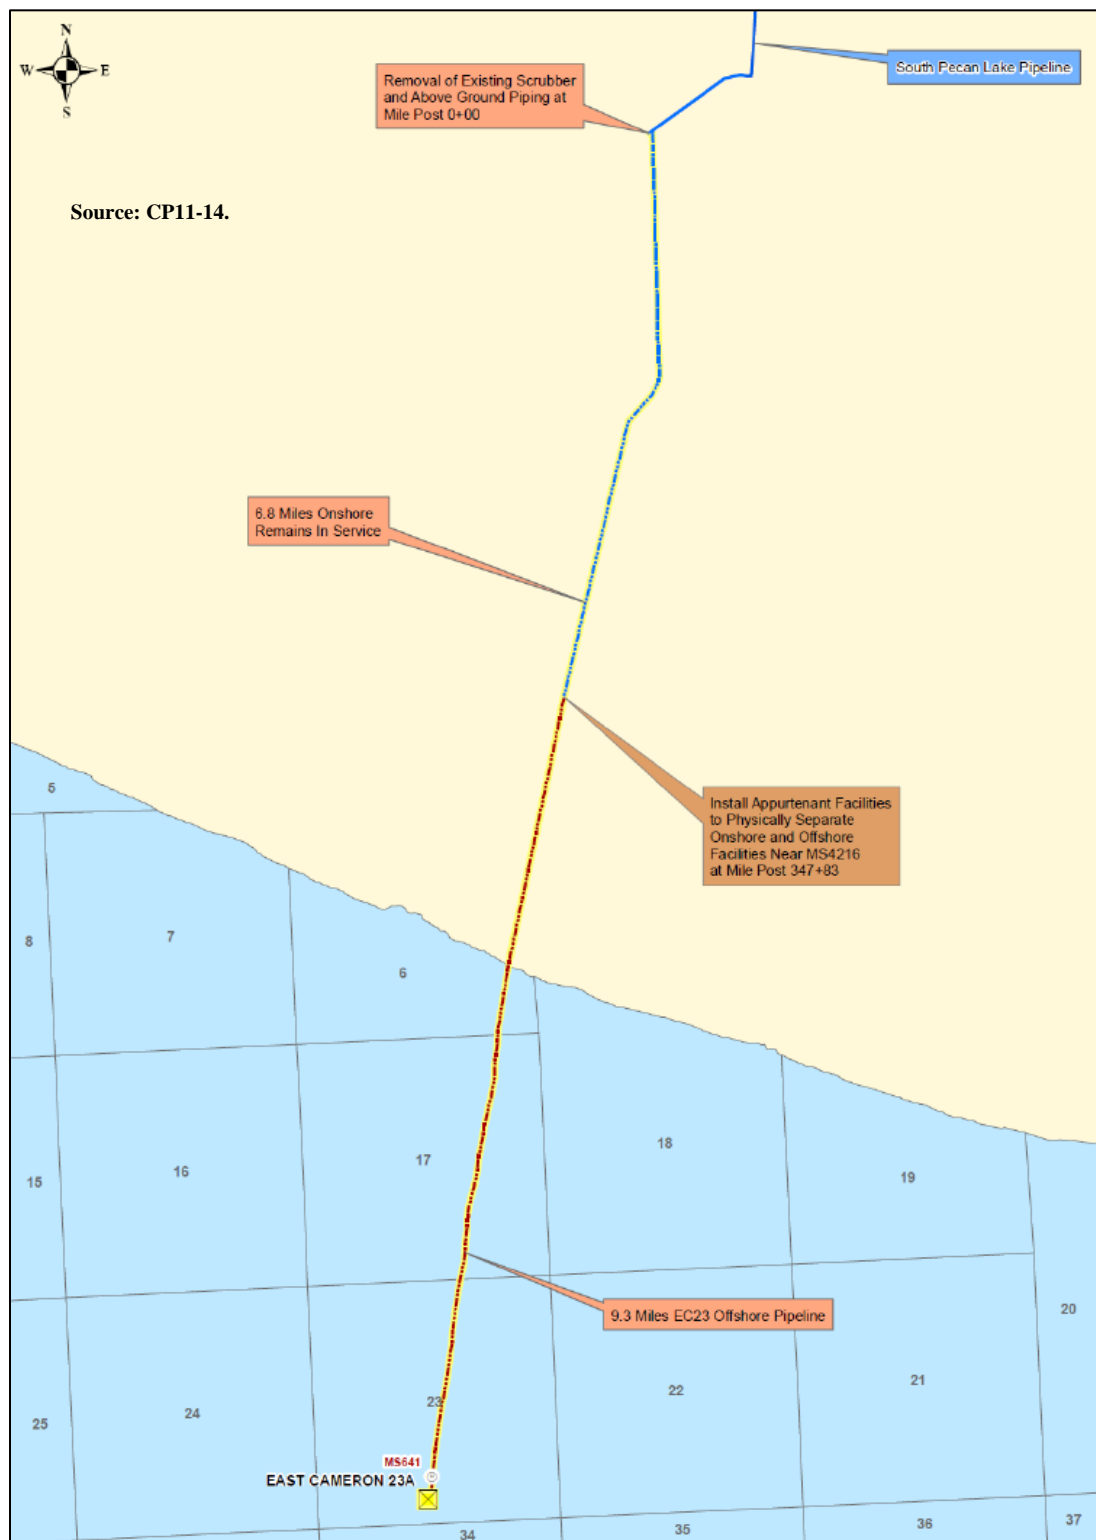 N
W E
S
South Pecan Lake Pipeline
Removal of Existing Scrubber
and Above Ground Piping at
Mile Post 0+00
Source: CP11-14.
6.8 Miles Onshore
Remains In Service
Install Appurtenant Facilities
to Physically Separate
Onshore and Offshore
Facilities Near MS4216
at Mile Post 347+83
5
8
7
6
18
17
16
15
19
9.3 Miles EC23 Offshore Pipeline
20
21
22
23
24
25
MS641
EAST CAMERON 23A
34
35
37
36